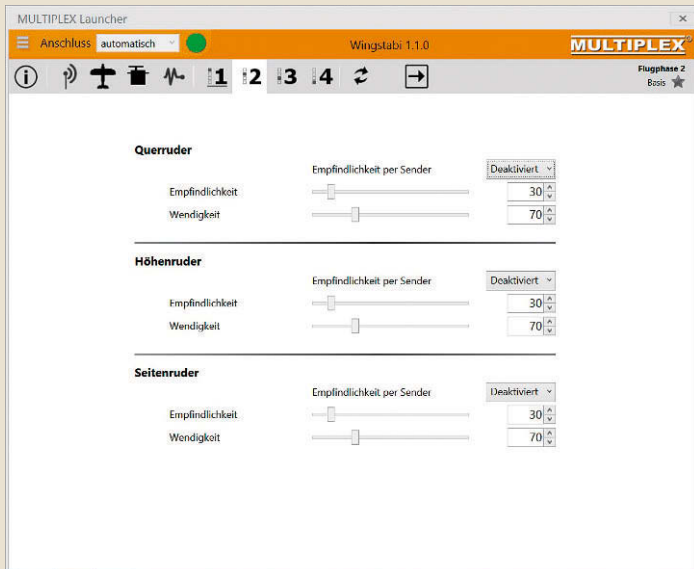 MULTIPLEX Launcher
Anschluss automatisch Wingstabi 1.1.0 MULTIPLEX®
1 2 3 4 Flugphase 2
Basis
Querruder
Empfindlichkeit per Sender Deaktiviert
Empfindlichkeit 30
Wendigkeit 70
Höhenruder
Empfindlichkeit per Sender Deaktiviert
Empfindlichkeit 30
Wendigkeit 70
Seitenruder
Empfindlichkeit per Sender Deaktiviert
Empfindlichkeit 30
Wendigkeit 70